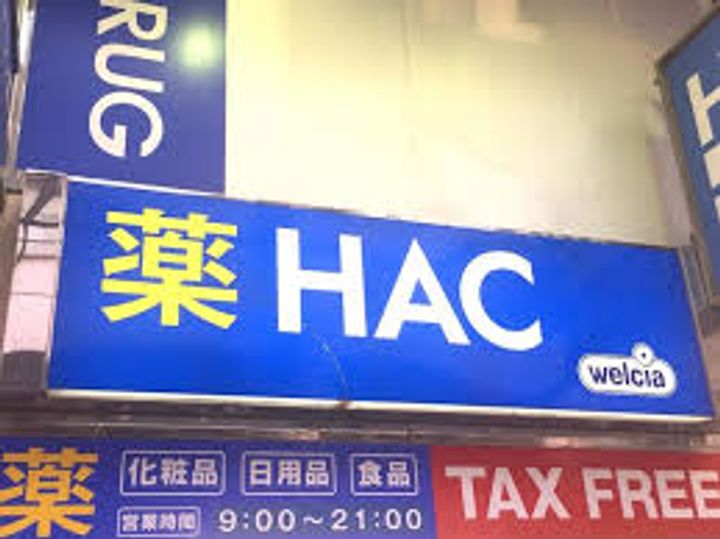 RUG
薬 HAC
welcia
薬 化粧品 日用品 食品
営業時間 9:00～21:00
TAX FREE